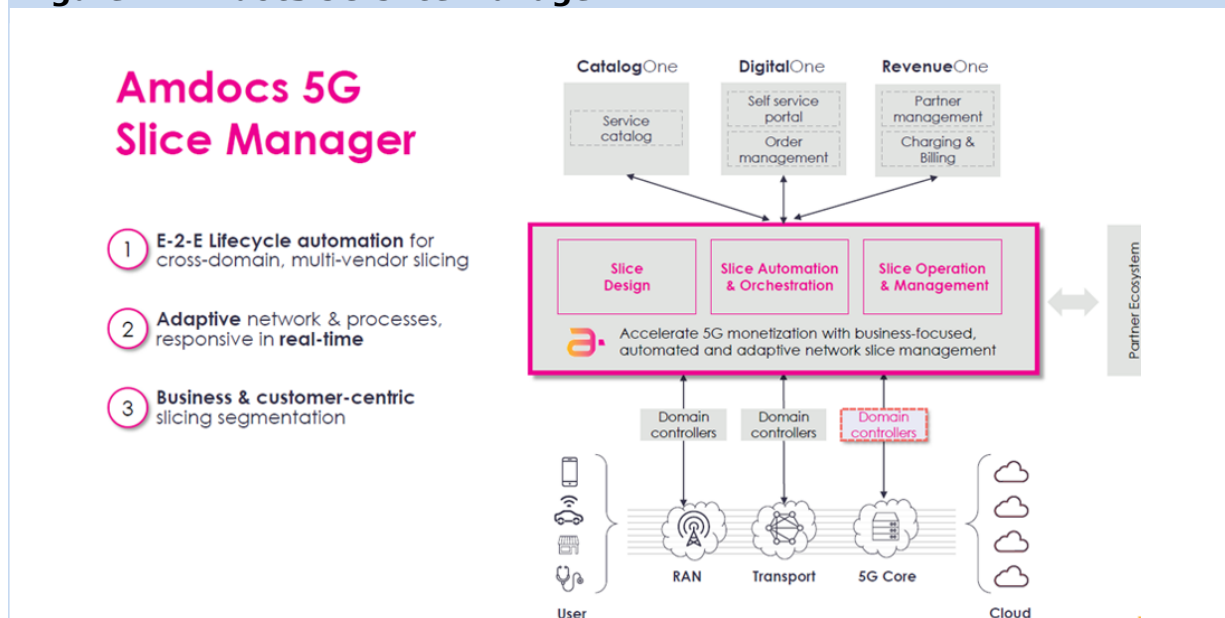 Amdocs 5G
Slice Manager
1 E-2-E Lifecycle automation for
cross-domain, multi-vendor slicing
2 Adaptive network & processes,
responsive in real-time
3 Business & customer-centric
slicing segmentation
CatalogOne
Service
catalog
DigitalOne
Self service
portal
Order
management
RevenueOne
Partner
management
Charging &
Billing
Slice
Design
Slice Automation
& Orchestration
Slice Operation
& Management
Accelerate 5G monetization with business-focused,
automated and adaptive network slice management
Partner Ecosystem
Domain
controllers
Domain
controllers
Domain
controllers
RAN
Transport
5G Core
User
Cloud